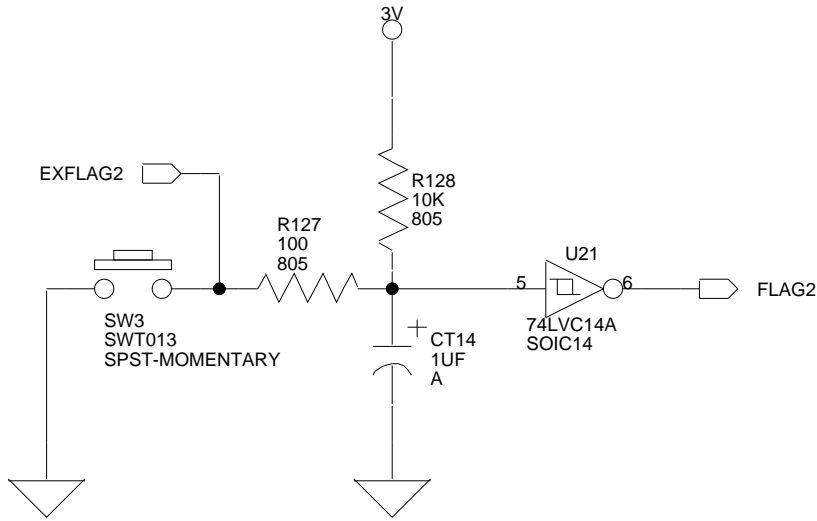 3V
EXFLAG2
R128
10K
805
R127
100
805
U21
5
6
FLAG2
SW3
SWT013
SPST-MOMENTARY
CT14
1UF
A
74LVC14A
SOIC14